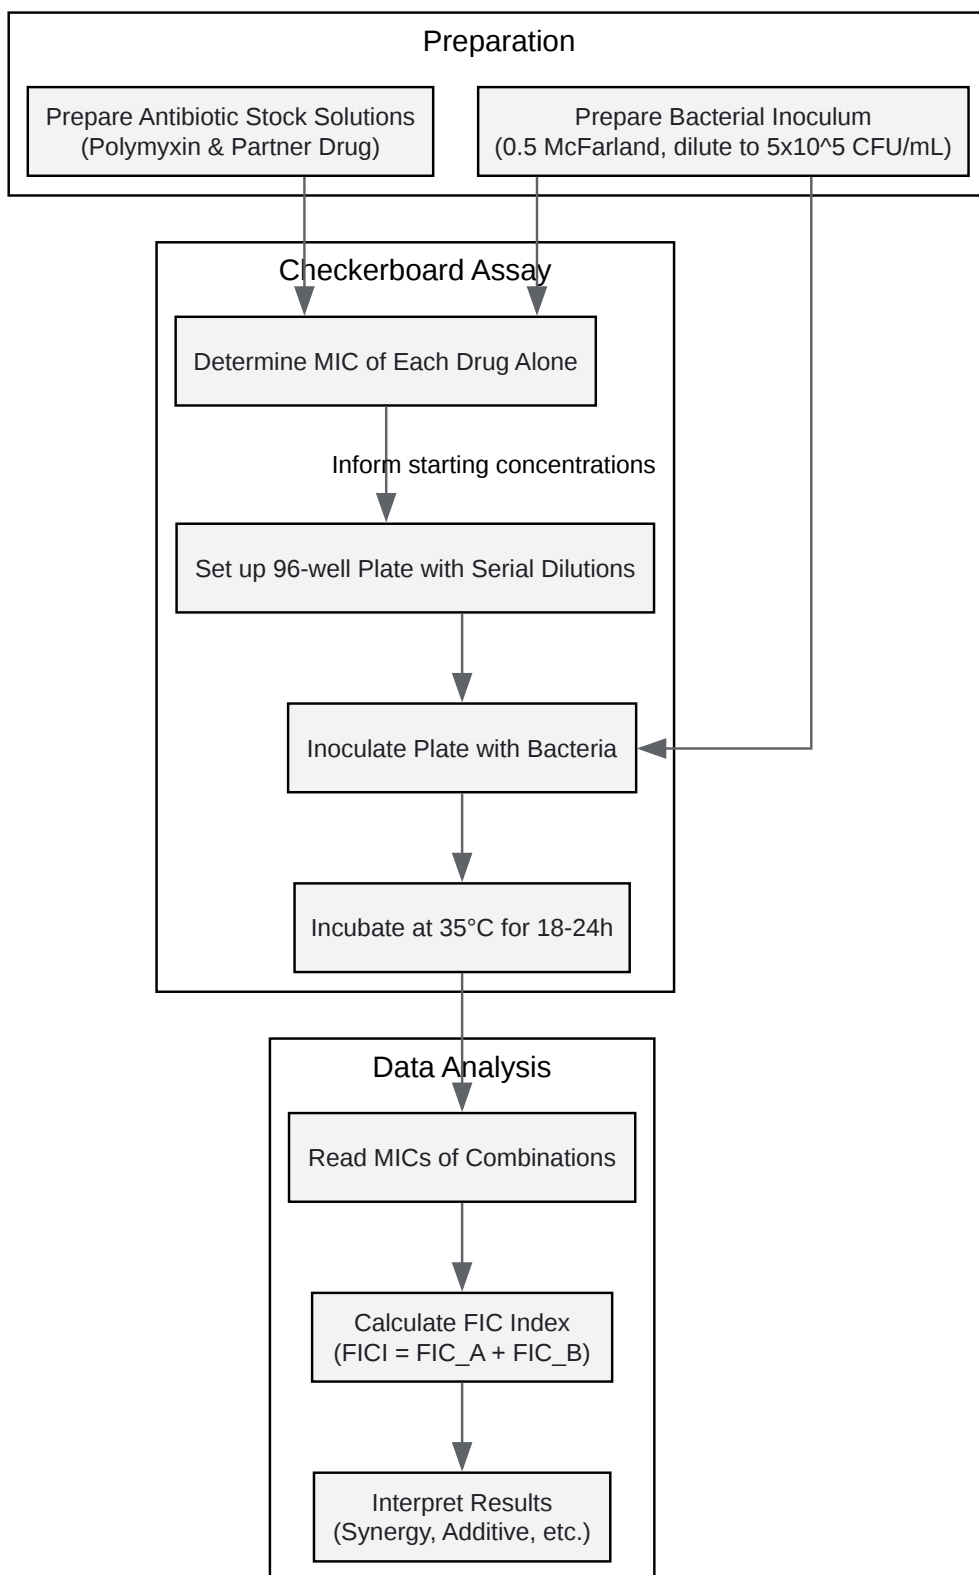 Preparation
Prepare Antibiotic Stock Solutions
(Polymyxin & Partner Drug)
Prepare Bacterial Inoculum
(0.5 McFarland, dilute to 5x10^5 CFU/mL)
Checkerboard Assay
Determine MIC of Each Drug Alone
Inform starting concentrations
Set up 96-well Plate with Serial Dilutions
Inoculate Plate with Bacteria
Incubate at 35°C for 18-24h
Data Analysis
Read MICs of Combinations
Calculate FIC Index
(FICI = FIC_A + FIC_B)
Interpret Results
(Synergy, Additive, etc.)